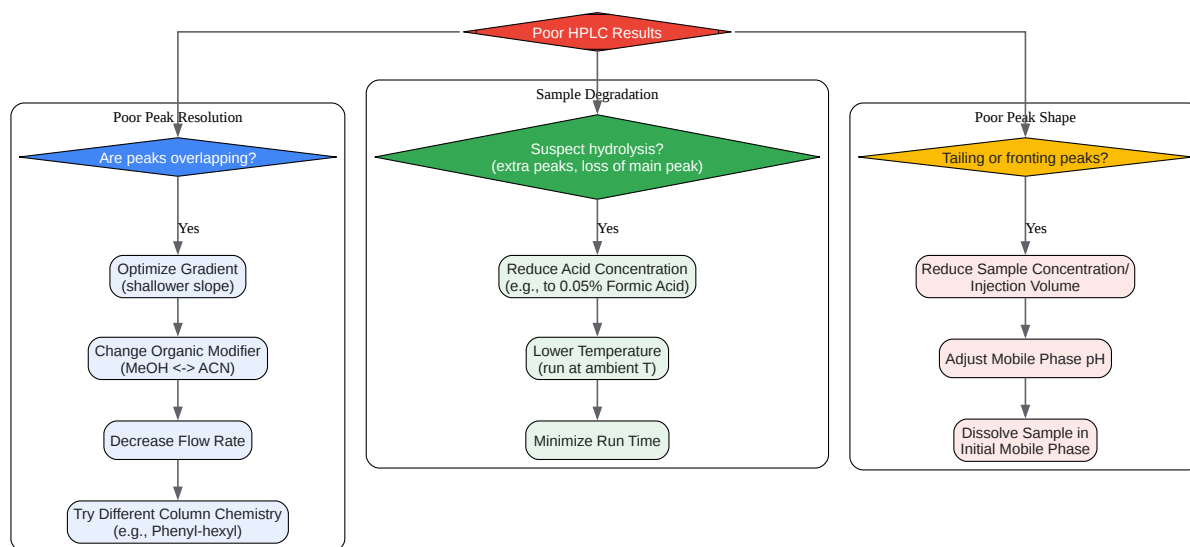 Poor HPLC Results
Poor Peak Resolution
Are peaks overlapping?
Yes
Optimize Gradient
(shallower slope)
Change Organic Modifier
(MeOH <-> ACN)
Decrease Flow Rate
Try Different Column Chemistry
(e.g., Phenyl-hexyl)
Sample Degradation
Suspect hydrolysis?
(extra peaks, loss of main peak)
Yes
Reduce Acid Concentration
(e.g., to 0.05% Formic Acid)
Lower Temperature
(run at ambient T)
Minimize Run Time
Poor Peak Shape
Tailing or fronting peaks?
Yes
Reduce Sample Concentration/
Injection Volume
Adjust Mobile Phase pH
Dissolve Sample in
Initial Mobile Phase